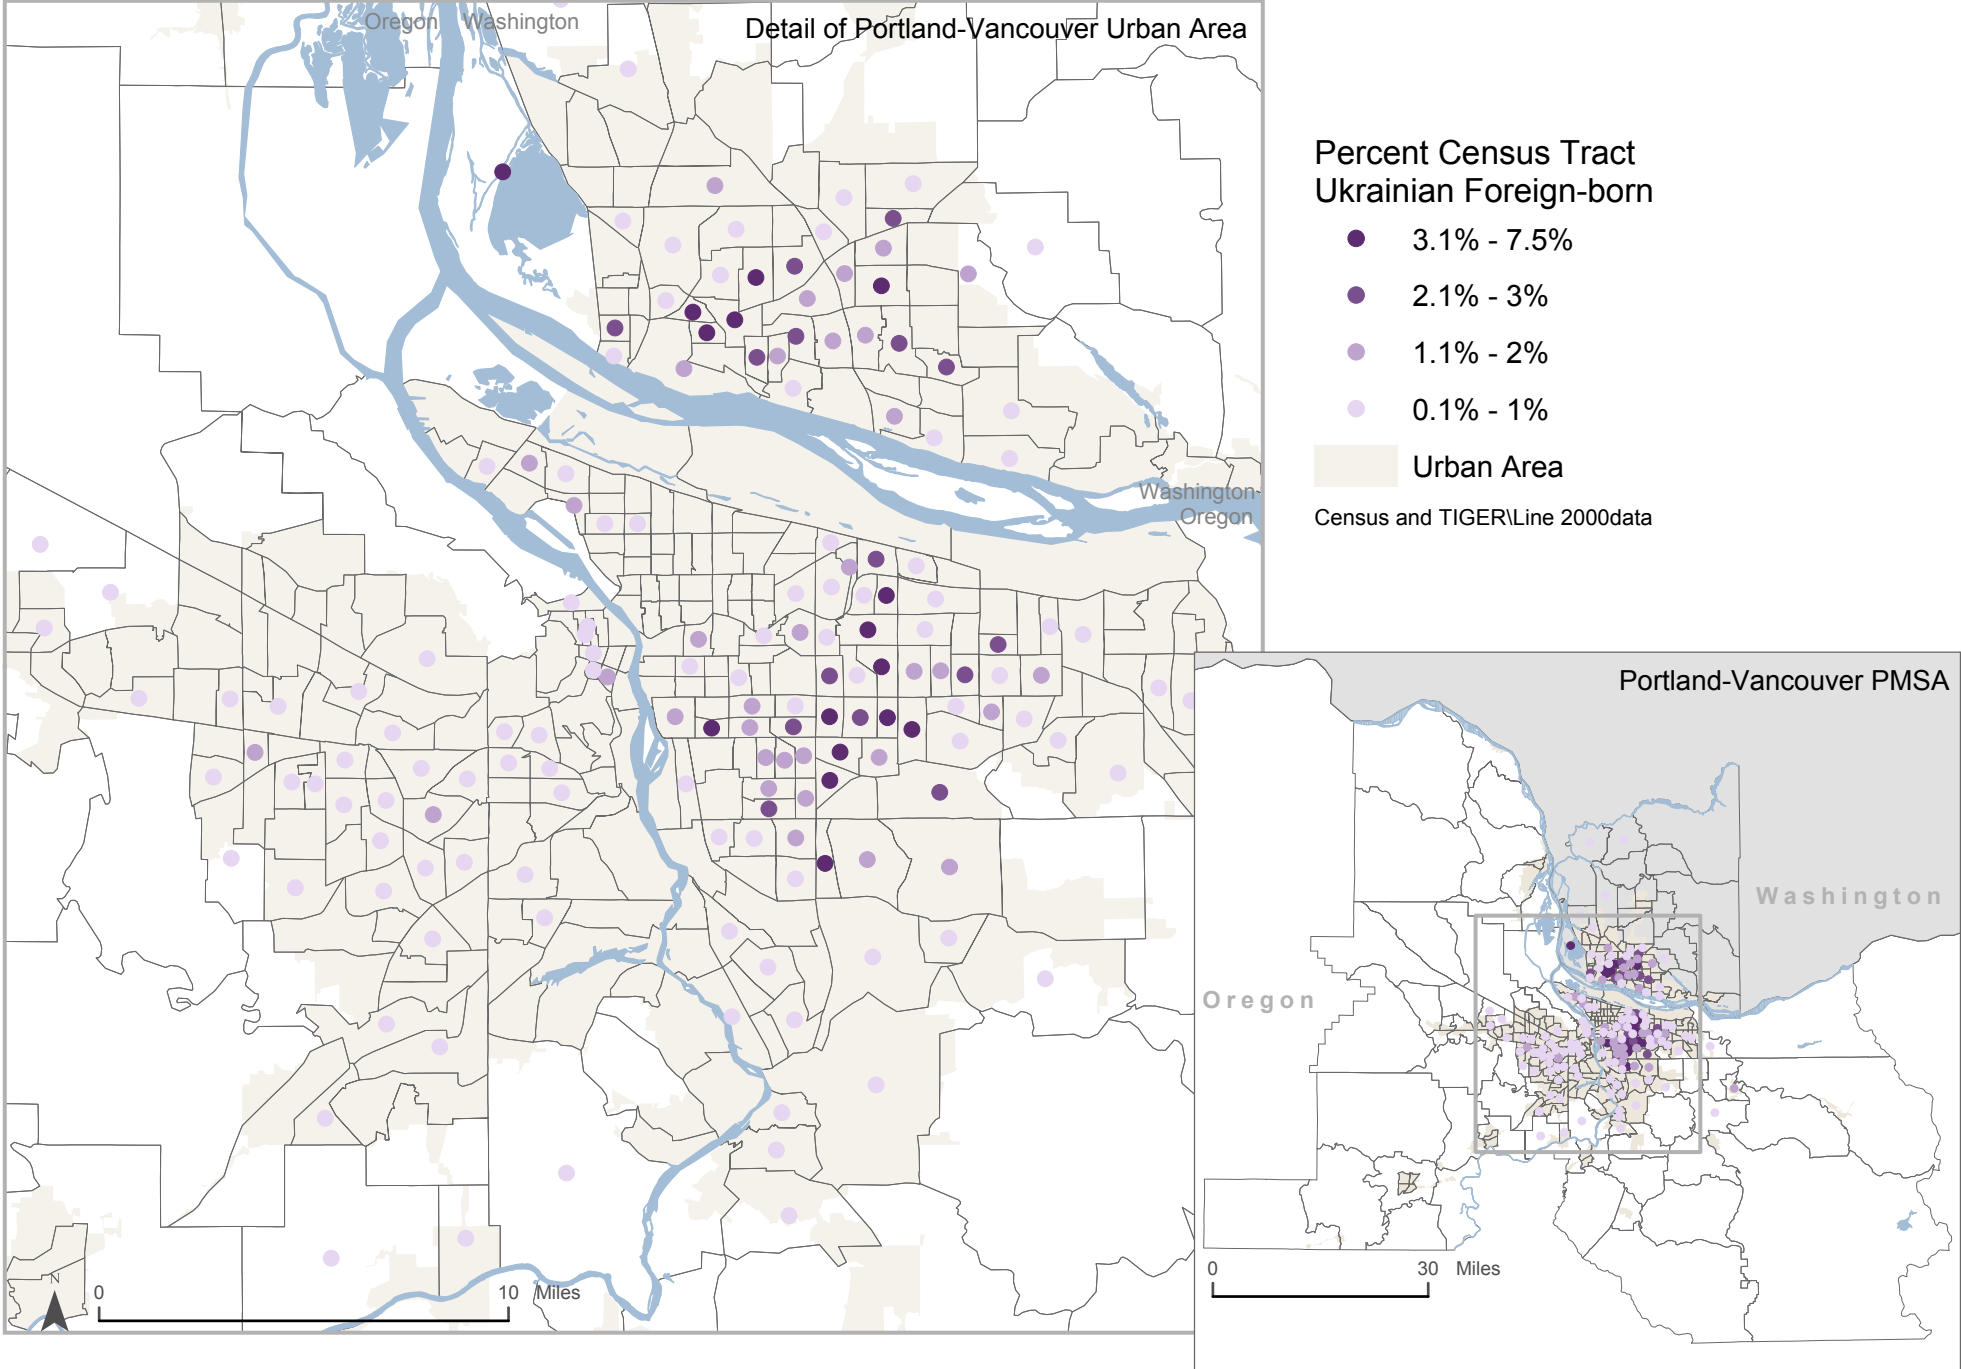 Oregon Washington
Detail of Portland-Vancouver Urban Area
Percent Census Tract
Ukrainian Foreign-born
3.1% - 7.5%
2.1% - 3%
1.1% - 2%
0.1% - 1%
Urban Area
Census and TIGER\Line 2000data
Washington
Oregon
Portland-Vancouver PMSA
Washington
Oregon
0 30 Miles
N
0 10 Miles